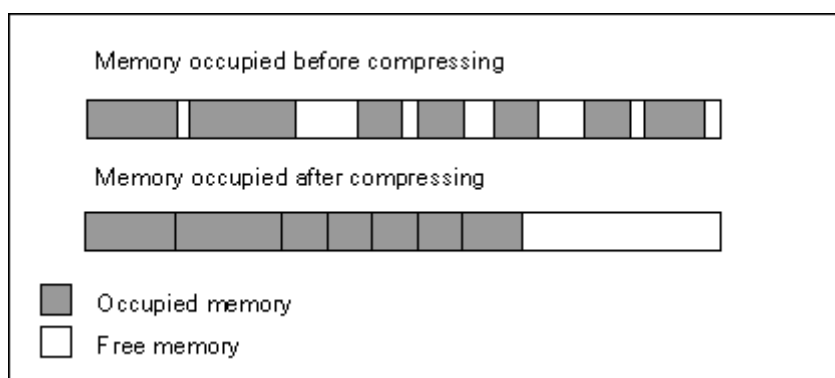 Memory occupied before compressing
Memory occupied after compressing
Occupied memory
Free memory